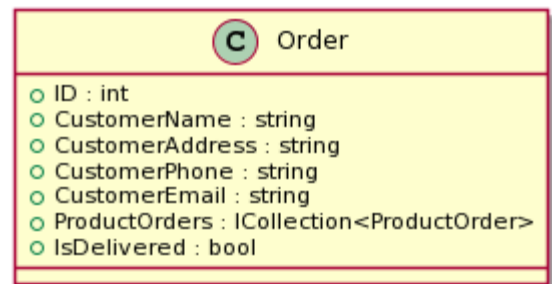 C Order
ID : int
CustomerName : string
CustomerAddress : string
CustomerPhone : string
CustomerEmail : string
ProductOrders : ICollection<ProductOrder>
IsDelivered : bool